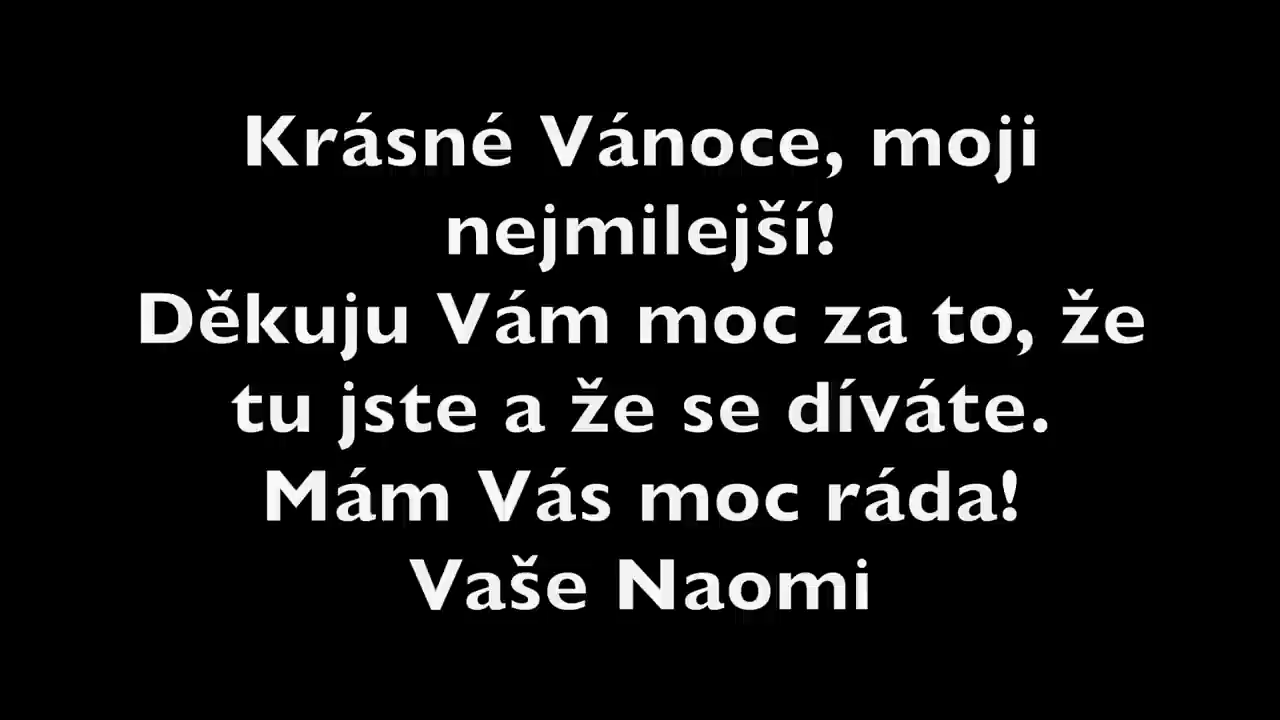 Krásné Vánoce, moji
nejmilejší!
Děkuju Vám moc za to, že
tu jste a že se díváte.
Mám Vás moc ráda!
Vaše Naomi